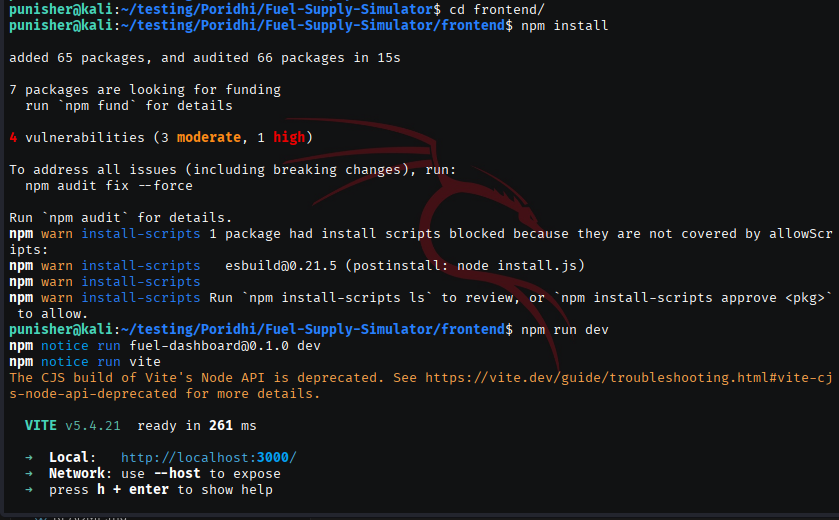 punisher@kali:~/testing/Poridhi/Fuel-Supply-Simulator$ cd frontend/
punisher@kali:~/testing/Poridhi/Fuel-Supply-Simulator/frontend$ npm install
added 65 packages, and audited 66 packages in 15s
7 packages are looking for funding
  run `npm fund` for details
4 vulnerabilities (3 moderate, 1 high)
To address all issues (including breaking changes), run:
  npm audit fix --force
Run `npm audit` for details.
npm warn install-scripts 1 package had install scripts blocked because they are not covered by allowScr
ipts:
npm warn install-scripts   esbuild@0.21.5 (postinstall: node install.js)
npm warn install-scripts
npm warn install-scripts Run `npm install-scripts ls` to review, or `npm install-scripts approve <pkg>`
 to allow.
punisher@kali:~/testing/Poridhi/Fuel-Supply-Simulator/frontend$ npm run dev
npm notice run fuel-dashboard@0.1.0 dev
npm notice run vite
The CJS build of Vite's Node API is deprecated. See https://vite.dev/guide/troubleshooting.html#vite-cj
s-node-api-deprecated for more details.
  VITE v5.4.21  ready in 261 ms
  ➜  Local:   http://localhost:3000/
  ➜  Network: use --host to expose
  ➜  press h + enter to show help